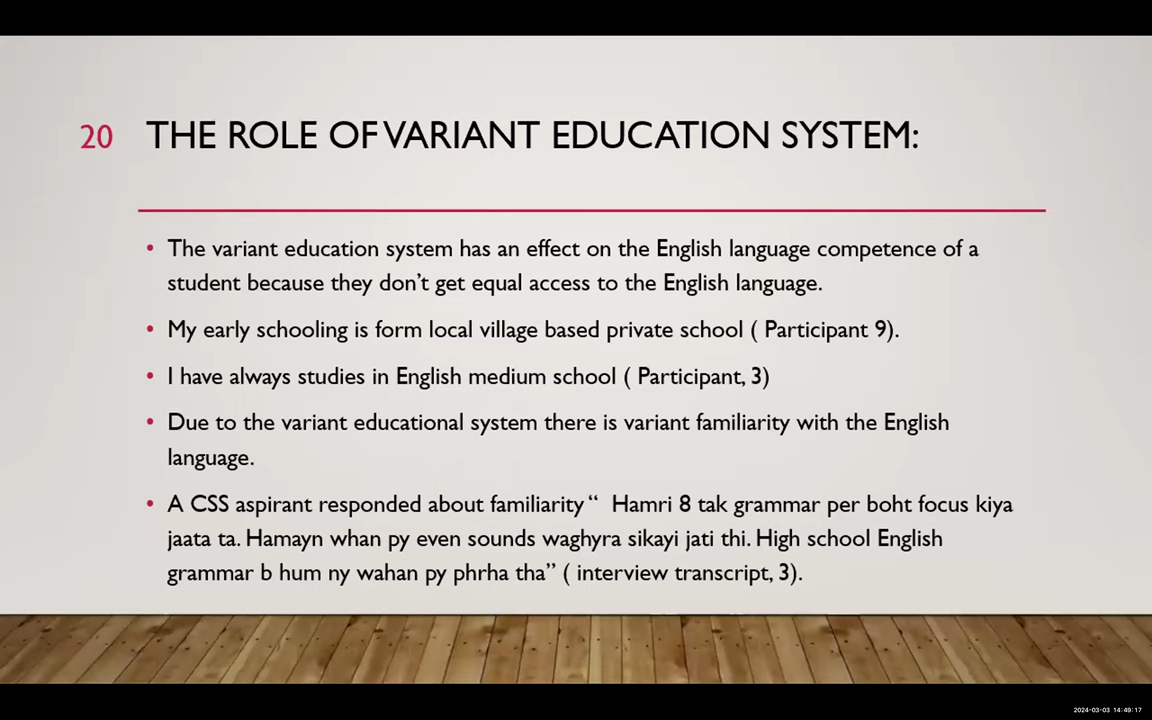 20 THE ROLE OF VARIANT EDUCATION SYSTEM:
• The variant education system has an effect on the English language competence of a
student because they don’t get equal access to the English language.
• My early schooling is form local village based private school ( Participant 9).
• I have always studies in English medium school ( Participant, 3)
• Due to the variant educational system there is variant familiarity with the English
language.
• A CSS aspirant responded about familiarity “ Hamri 8 tak grammar per boht focus kiya
jaata ta. Hamayn whan py even sounds waghyra sikayi jati thi. High school English
grammar b hum ny wahan py phrha tha” ( interview transcript, 3).
2024-03-03 14:49:17